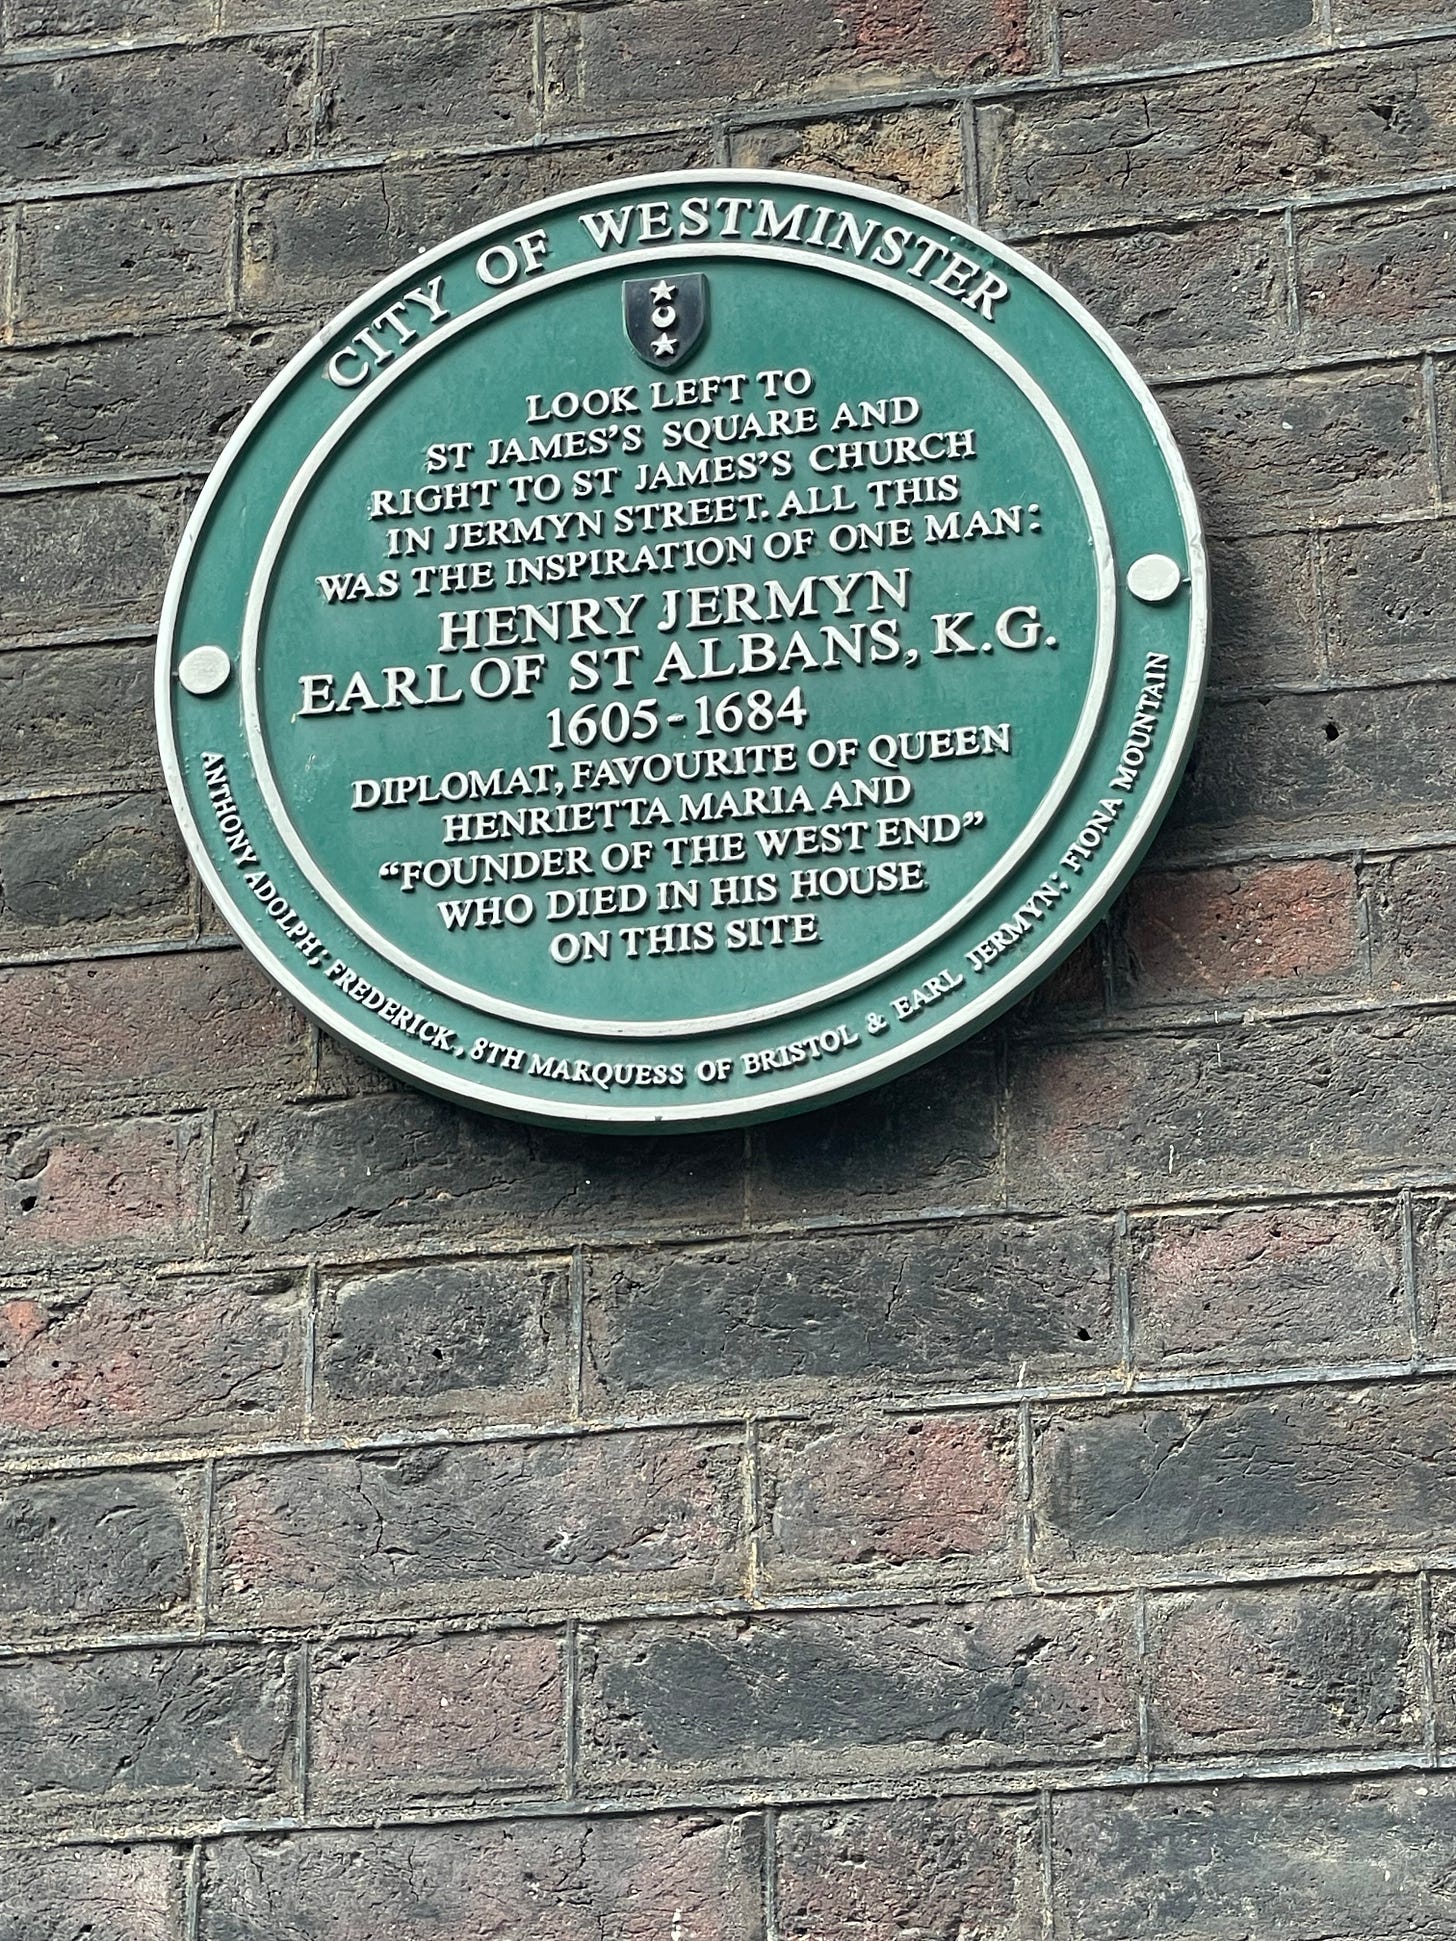 CITY OF WESTMINSTER
LOOK LEFT TO
ST JAMES'S SQUARE AND
RIGHT TO ST JAMES'S CHURCH
IN JERMYN STREET. ALL THIS
WAS THE INSPIRATION OF ONE MAN:
HENRY JERMYN
EARL OF ST ALBANS, K.G.
1605-1684
DIPLOMAT, FAVOURITE OF QUEEN
HENRIETTA MARIA AND
"FOUNDER OF THE WEST END"
WHO DIED IN HIS HOUSE
ON THIS SITE
ANTHONY ADOLPH; FREDERICK, 8TH MARQUESS OF BRISTOL & EARL JERMYN; FIONA MOUNTAIN